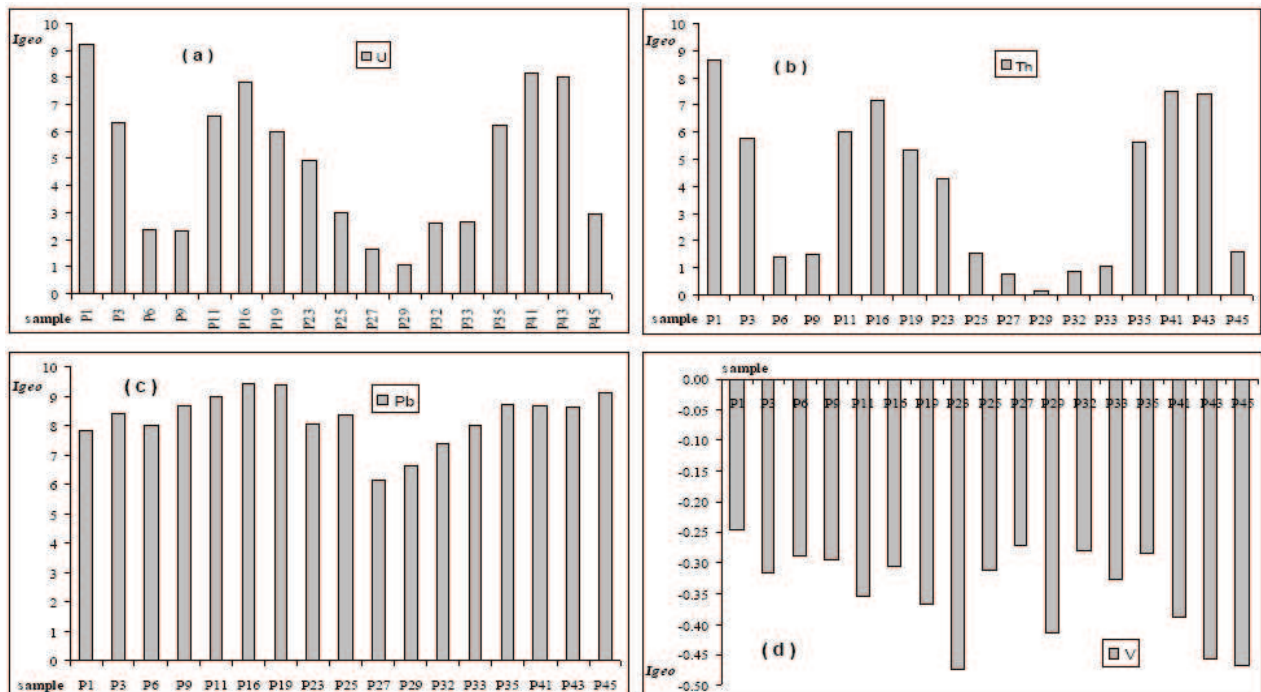 10
Igeo
9
8
7
6
5
4
3
2
1
0
( a )
U
sample P1 P3 P6 P9 P11 P16 P19 P23 P25 P27 P29 P32 P33 P35 P41 P43 P45
10
Igeo
9
8
7
6
5
4
3
2
1
0
( b )
Th
sample P1 P3 P6 P9 P11 P16 P19 P23 P25 P27 P29 P32 P33 P35 P41 P43 P45
10
Igeo
9
8
7
6
5
4
3
2
1
0
( c )
Pb
sample P1 P3 P6 P9 P11 P16 P19 P23 P25 P27 P29 P32 P33 P35 P41 P43 P45
sample
0.00
P1 P3 P6 P9 P11 P16 P19 P23 P25 P27 P29 P32 P33 P35 P41 P43 P45
-0.05
-0.10
-0.15
-0.20
-0.25
-0.30
-0.35
-0.40
-0.45
Igeo
-0.50
( d )
V